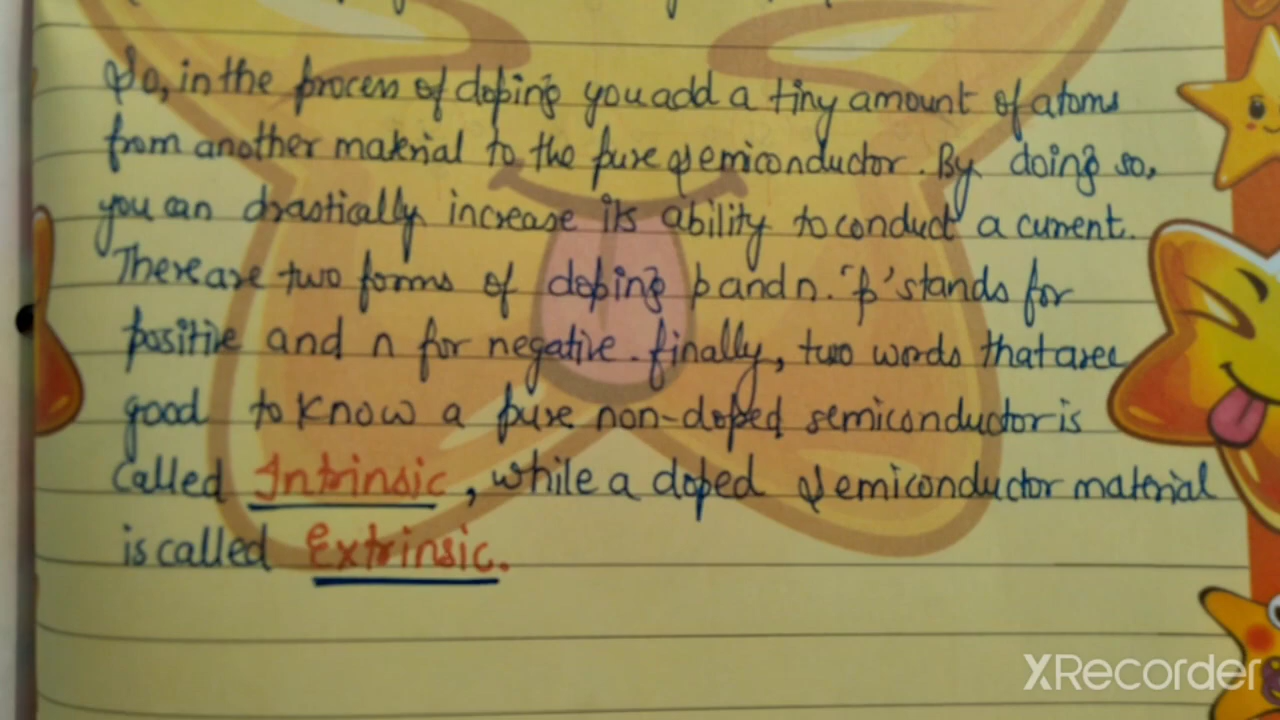 So, in the process of doping you add a tiny amount of atoms
from another material to the pure semiconductor. By doing so,
you can drastically increase its ability to conduct a current.
There are two forms of doping p and n. 'p' stands for
positive and n for negative. finally, two words that are
good to know a pure non-doped semiconductor is
called Intrinsic, while a doped semiconductor material
is called Extrinsic.
XRecorder